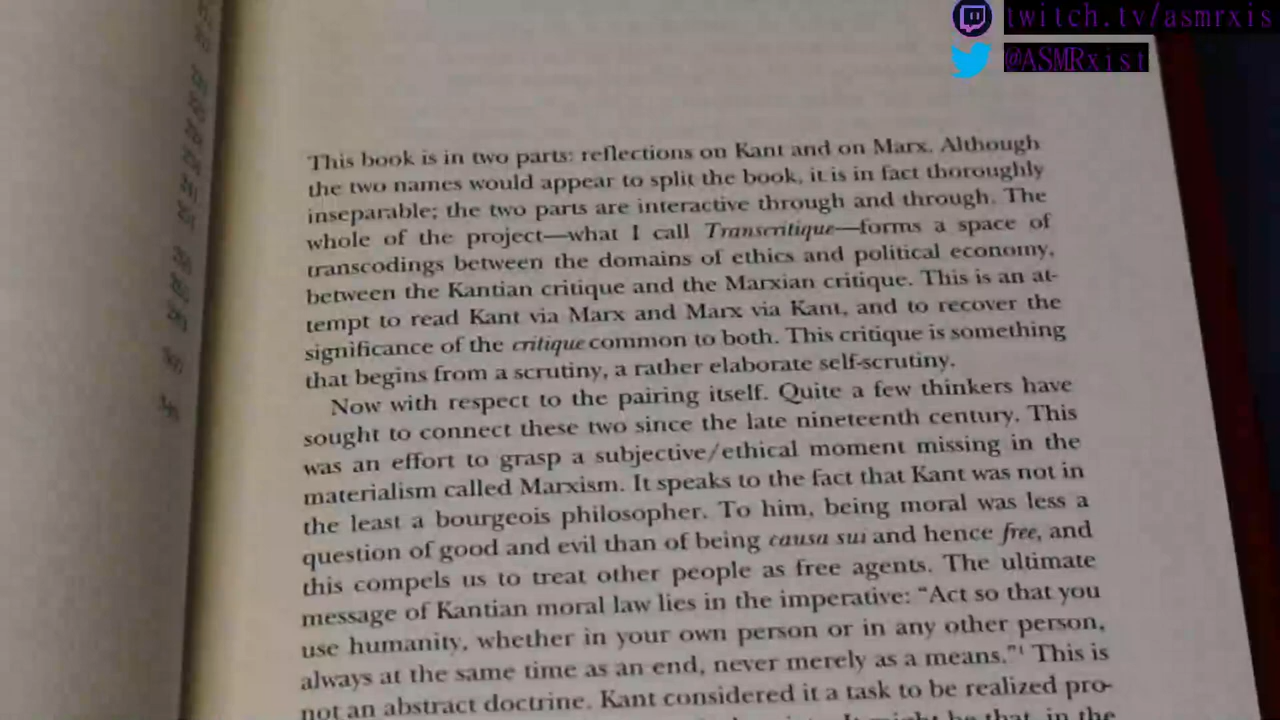 twitch.tv/asmrxis
@ASMRxist
This book is in two parts: reflections on Kant and on Marx. Although
the two names would appear to split the book, it is in fact thoroughly
inseparable; the two parts are interactive through and through. The
whole of the project—what I call Transcritique—forms a space of
transcodings between the domains of ethics and political economy,
between the Kantian critique and the Marxian critique. This is an at-
tempt to read Kant via Marx and Marx via Kant, and to recover the
significance of the critique common to both. This critique is something
that begins from a scrutiny, a rather elaborate self-scrutiny.
Now with respect to the pairing itself. Quite a few thinkers have
sought to connect these two since the late nineteenth century. This
was an effort to grasp a subjective/ethical moment missing in the
materialism called Marxism. It speaks to the fact that Kant was not in
the least a bourgeois philosopher. To him, being moral was less a
question of good and evil than of being causa sui and hence free, and
this compels us to treat other people as free agents. The ultimate
message of Kantian moral law lies in the imperative: “Act so that you
use humanity, whether in your own person or in any other person,
always at the same time as an end, never merely as a means.”¹ This is
not an abstract doctrine. Kant considered it a task to be realized pro-
It might be that, in the